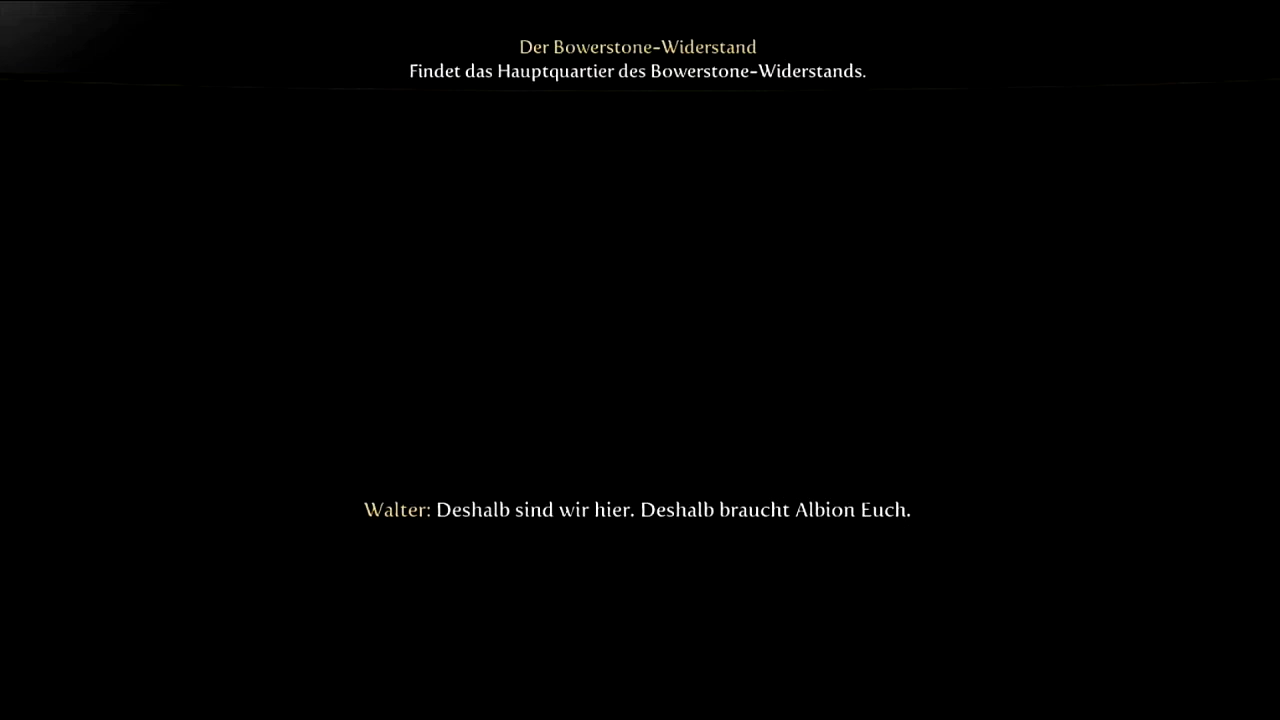 Der Bowerstone-Widerstand
Findet das Hauptquartier des Bowerstone-Widerstands.
Walter: Deshalb sind wir hier. Deshalb braucht Albion Euch.